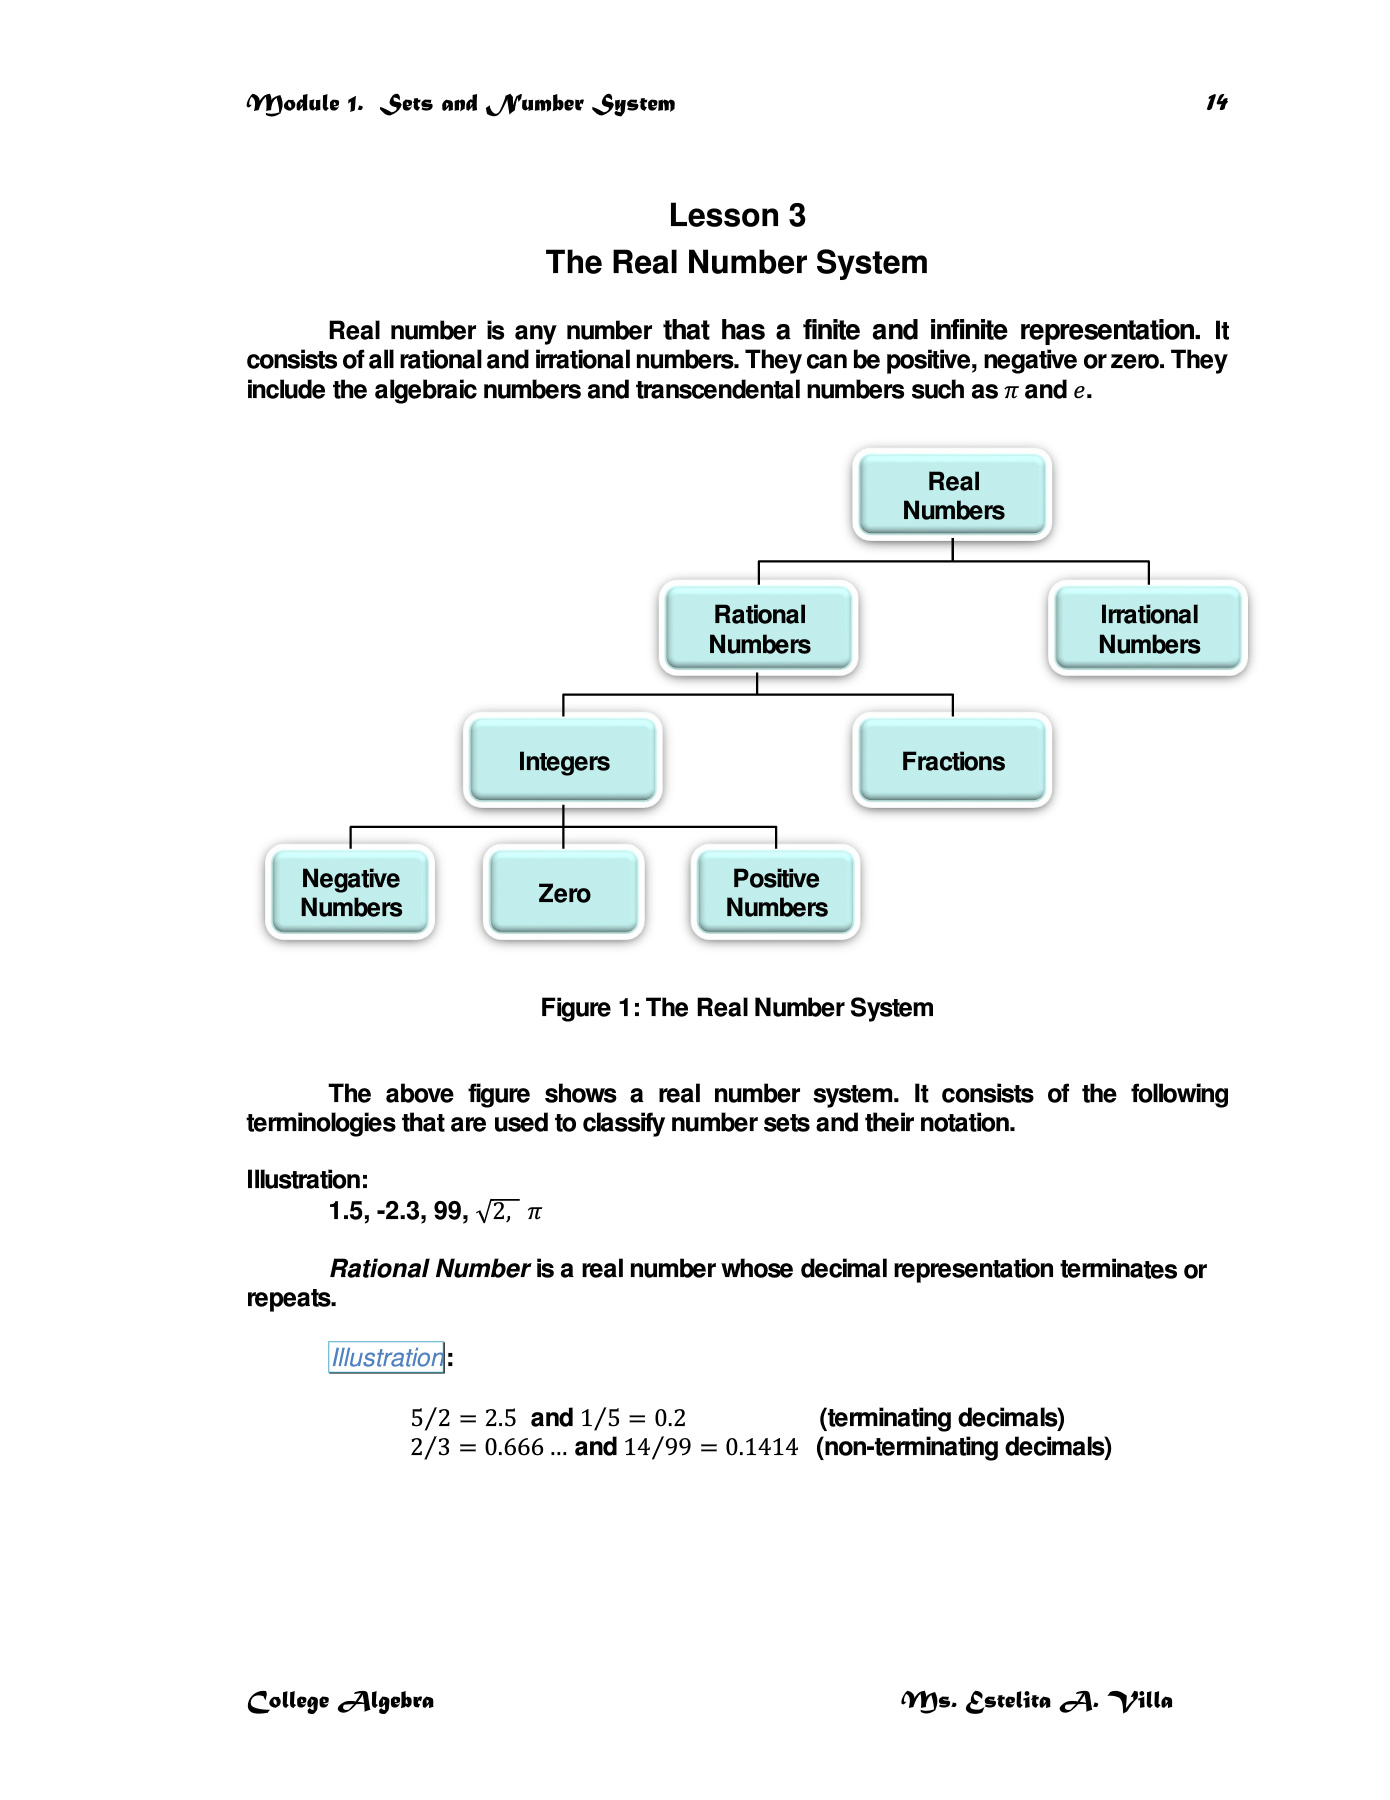 Module 1. Sets and Number System 14
Lesson 3
The Real Number System
Real number is any number that has a finite and infinite representation. It
consists of all rational and irrational numbers. They can be positive, negative or zero. They
include the algebraic numbers and transcendental numbers such as π and e.
Real
Numbers
Rational
Numbers
Irrational
Numbers
Integers
Fractions
Negative
Numbers
Zero
Positive
Numbers
Figure 1: The Real Number System
The above figure shows a real number system. It consists of the following
terminologies that are used to classify number sets and their notation.
Illustration:
1.5, -2.3, 99, √2, π
Rational Number is a real number whose decimal representation terminates or
repeats.
Illustration:
5/2 = 2.5 and 1/5 = 0.2 (terminating decimals)
2/3 = 0.666 ... and 14/99 = 0.1414 (non-terminating decimals)
College Algebra Ms. Estelita A. Villa